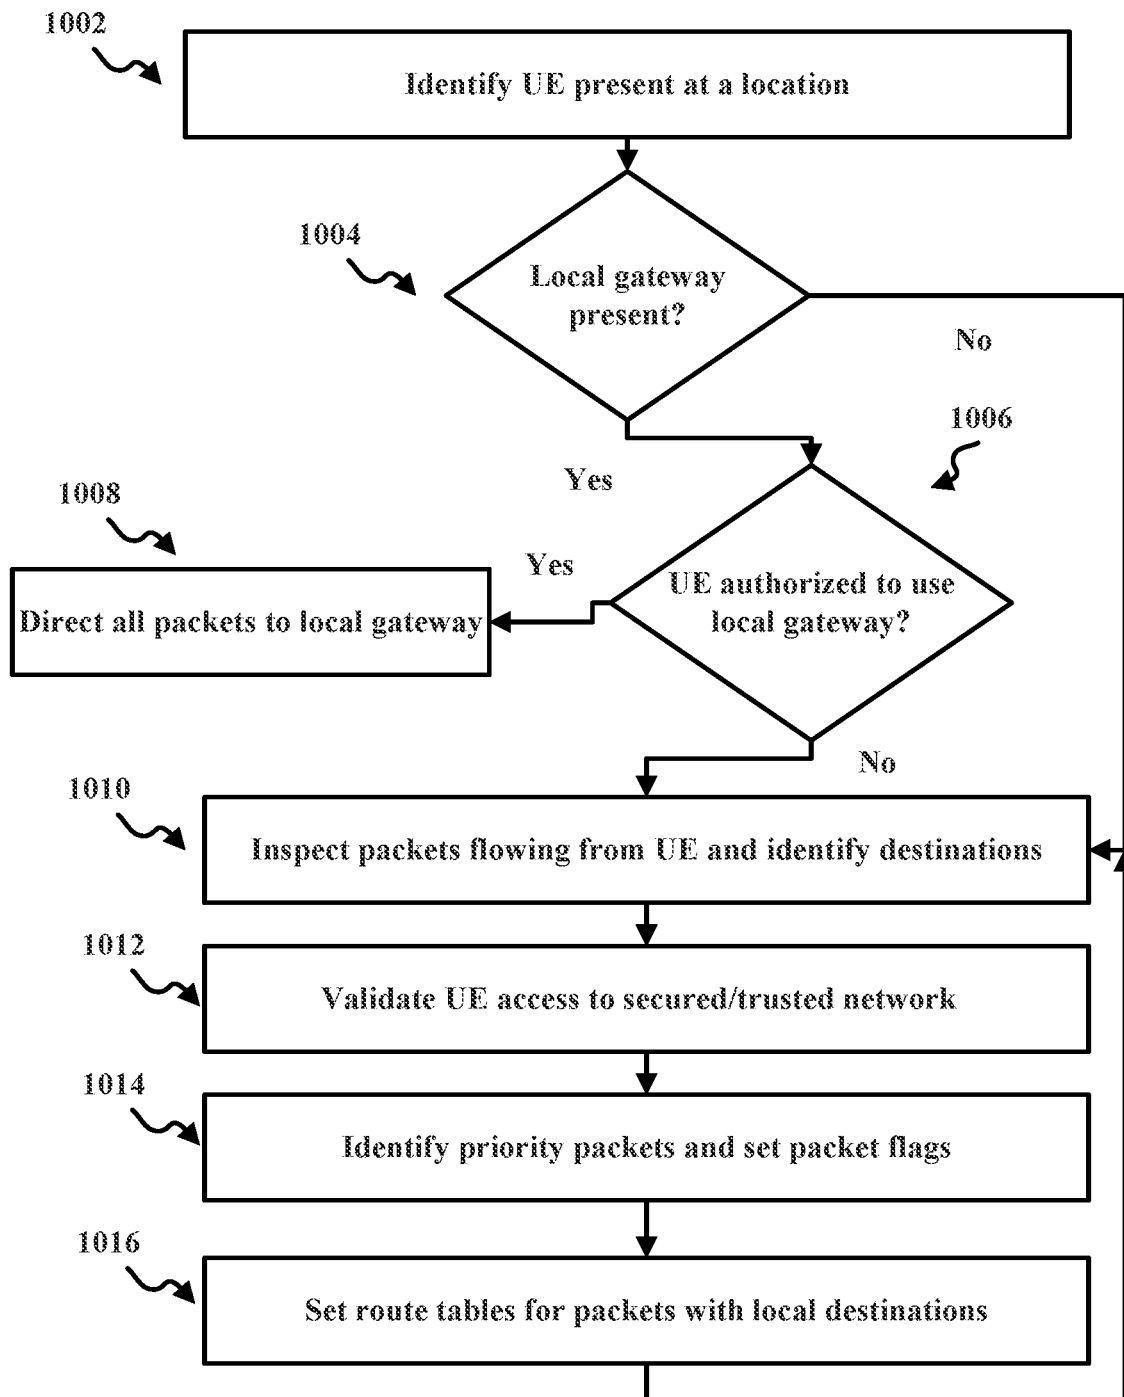 1002
Identify UE present at a location
1004
Local gateway
present?
No
1006
Yes
1008
Yes
UE authorized to use
local gateway?
Direct all packets to local gateway
No
1010
Inspect packets flowing from UE and identify destinations
1012
Validate UE access to secured/trusted network
1014
Identify priority packets and set packet flags
1016
Set route tables for packets with local destinations